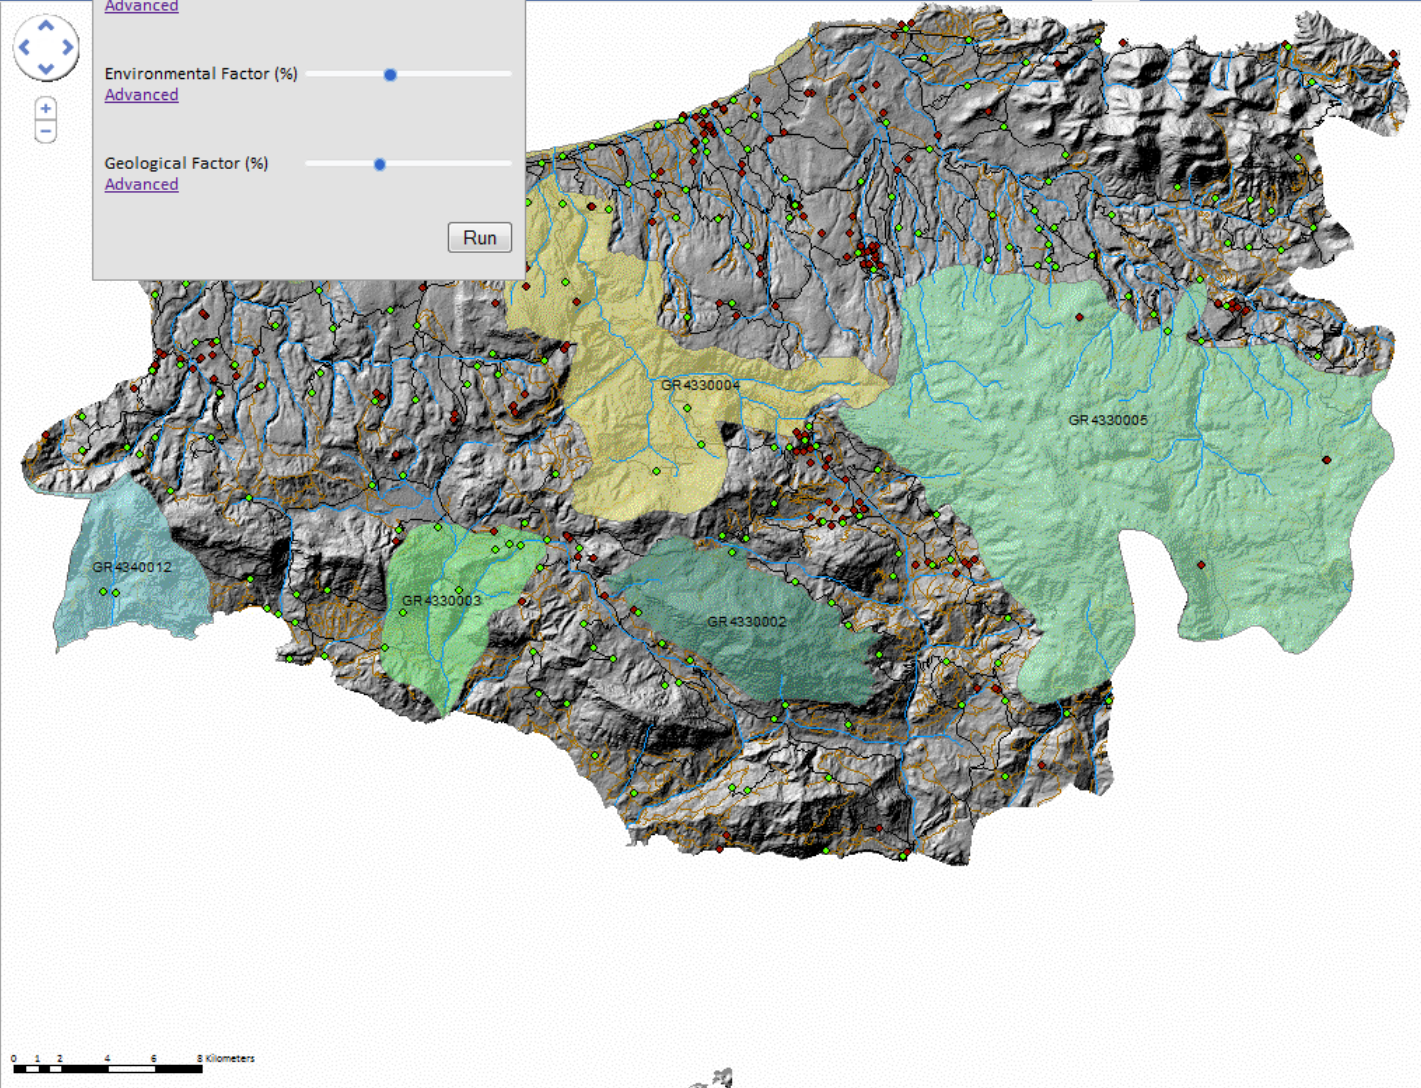 Advanced
Environmental Factor (%)
Advanced
Geological Factor (%)
Advanced
Run
GR4330004
GR4330005
GR4340012
GR4330003
GR4330002
0 1 2 4 6 8 Kilometers